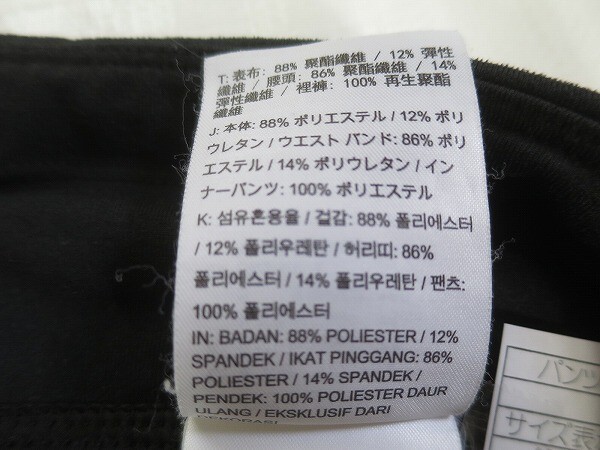 T: 表布: 88% 聚酯纖維 / 12% 彈性
纖維 / 腰頭: 86% 聚酯纖維 / 14%
彈性纖維 / 裡褲: 100% 再生聚酯
纖維
J: 本体: 88% ポリエステル / 12% ポリ
ウレタン / ウエスト バンド: 86% ポリ
エステル / 14% ポリウレタン / イン
ナーパンツ: 100% ポリエステル
K: 섬유혼용율 / 겉감: 88% 폴리에스터
/ 12% 폴리우레탄 / 허리띠: 86%
폴리에스터 / 14% 폴리우레탄 / 팬츠:
100% 폴리에스터
IN: BADAN: 88% POLIESTER / 12%
SPANDEK / IKAT PINGGANG: 86%
POLIESTER / 14% SPANDEK /
PENDEK: 100% POLIESTER DAUR
ULANG / EKSKLUSIF DARI
DEKORASI
パンツ
サイズ表